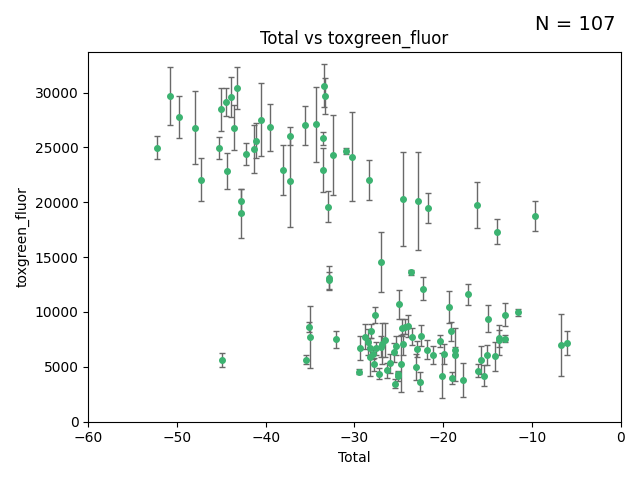 N = 107
Total vs toxgreen_fluor
toxgreen_fluor
30000
25000
20000
15000
10000
5000
0
−60 −50 −40 −30 −20 −10 0
Total